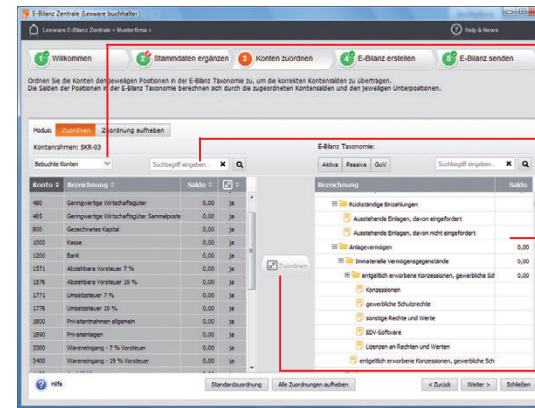 E-Bilanz Zentrale (Lexware buchhalter)
Lexware E-Bilanz Zentrale • Musterfirma >
Help & News
Willkommen
Stammdaten ergänzen
3 Konten zuordnen
E-Bilanz erstellen
E-Bilanz senden
Ordnen Sie die Konten den jeweiligen Positionen in der E-Bilanz Taxonomie zu, um die korrekten Kontensalden zu übertragen.
Die Salden der Positionen in der E-Bilanz Taxonomie berechnen sich durch die zugeordneten Kontensalden und den jeweiligen Unterpositionen.
Modus: Zuordnen Zuordnung aufheben
Kontenrahmen: SKR-03
E-Bilanz Taxonomie:
Bebuchte Konten
Suchbegriff eingeben...
Aktiva Passiva GuV
Suchbegriff eingeben...
Konto Bezeichnung Saldo
Bezeichnung Saldo
480 Geringwertige Wirtschaftsgüter 0,00 ja
485 Geringwertige Wirtschaftsgüter Sammelposte 0,00 ja
800 Gezeichnetes Kapital 0,00 ja
1000 Kasse 0,00 ja
1200 Bank 0,00 ja
1571 Abziehbare Vorsteuer 7 % 0,00 ja
1576 Abziehbare Vorsteuer 19 % 0,00 ja
1771 Umsatzsteuer 7 % 0,00 ja
1776 Umsatzsteuer 19 % 0,00 ja
1800 Privatentnahmen allgemein 0,00 ja
1890 Privateinlagen 0,00 ja
3300 Wareneingang - 7 % Vorsteuer 0,00 ja
3400 Wareneingang - 19 % Vorsteuer 0,00 ja
Zuordnen
Rückständige Einzahlungen
Ausstehende Einlagen, davon eingefordert
Ausstehende Einlagen, davon nicht eingefordert
Anlagevermögen 0,00
Immaterielle Vermögensgegenstände 0,00
entgeltlich erworbene Konzessionen, gewerbliche Sch 0,00
Konzessionen
gewerbliche Schutzrechte
sonstige Rechte und Werte
EDV-Software
Lizenzen an Rechten und Werten
entgeltlich erworbene Konzessionen, gewerbliche Sch
Hilfe
Standardzuordnung
Alle Zuordnungen aufheben
< Zurück
Weiter >
Schließen